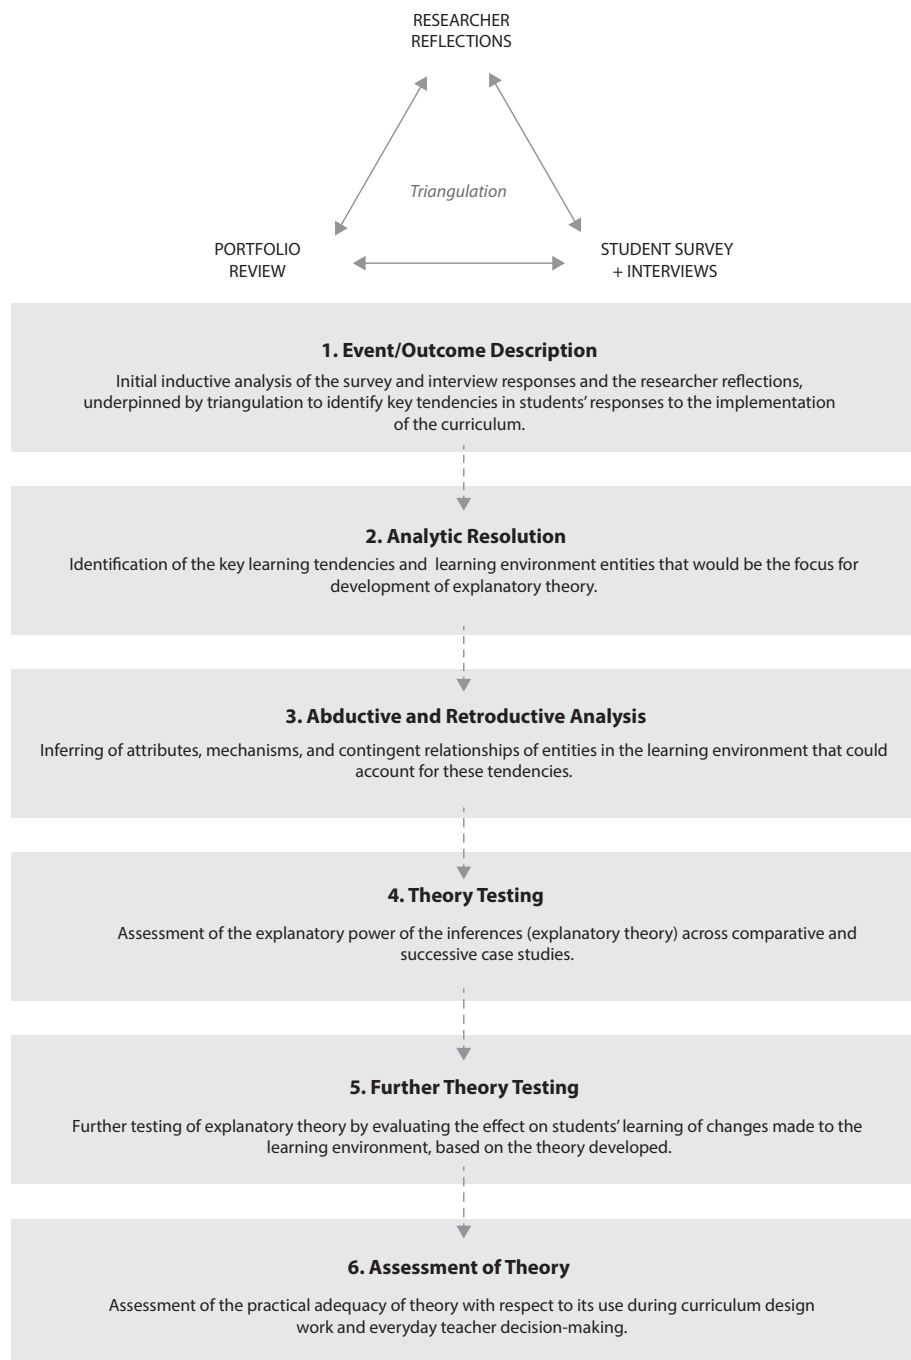 RESEARCHER
REFLECTIONS
Triangulation
PORTFOLIO
REVIEW
STUDENT SURVEY
+ INTERVIEWS
1. Event/Outcome Description
Initial inductive analysis of the survey and interview responses and the researcher reflections,
underpinned by triangulation to identify key tendencies in students’ responses to the implementation
of the curriculum.
2. Analytic Resolution
Identification of the key learning tendencies and learning environment entities that would be the focus for
development of explanatory theory.
3. Abductive and Retroductive Analysis
Inferring of attributes, mechanisms, and contingent relationships of entities in the learning environment that could
account for these tendencies.
4. Theory Testing
Assessment of the explanatory power of the inferences (explanatory theory) across comparative and
successive case studies.
5. Further Theory Testing
Further testing of explanatory theory by evaluating the effect on students’ learning of changes made to the
learning environment, based on the theory developed.
6. Assessment of Theory
Assessment of the practical adequacy of theory with respect to its use during curriculum design
work and everyday teacher decision-making.